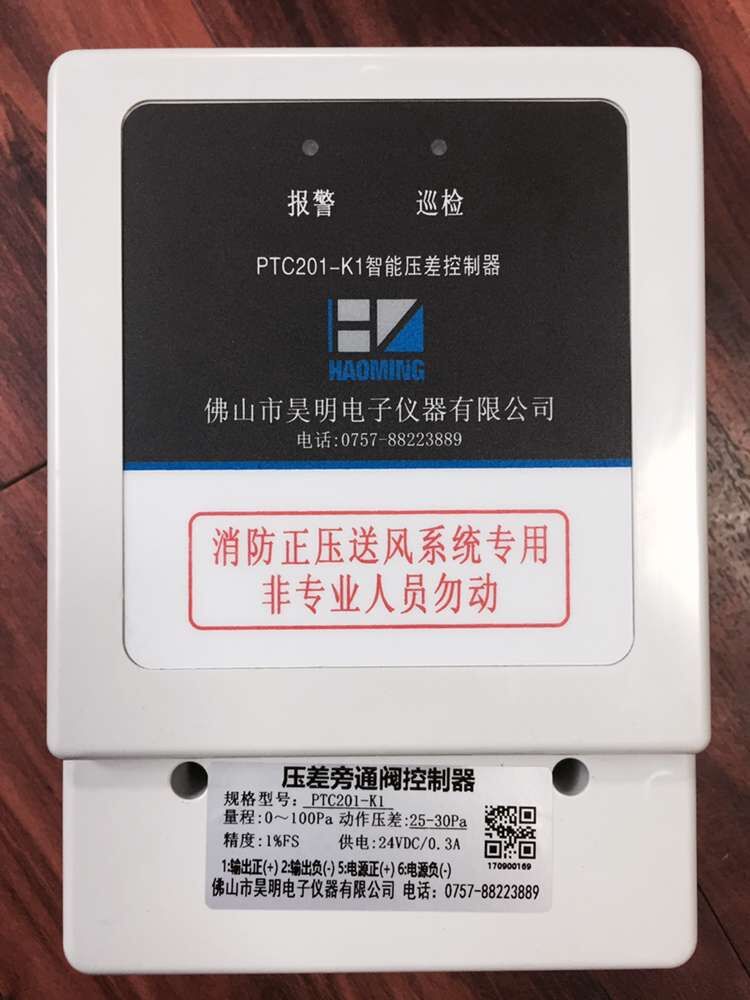 报警 巡检
PTC201-K1智能压差控制器
HAOMING
佛山市昊明电子仪器有限公司
电话:0757-88223889
消防正压送风系统专用
非专业人员勿动
压差旁通阀控制器
规格型号: PTC201-K1
量程:0～100Pa 动作压差:25-30Pa
精度:1%FS 供电:24VDC/0.3A
170900169
1:输出正(+) 2:输出负(-) 5:电源正(+) 6:电源负(-)
佛山市昊明电子仪器有限公司 电话: 0757-88223889